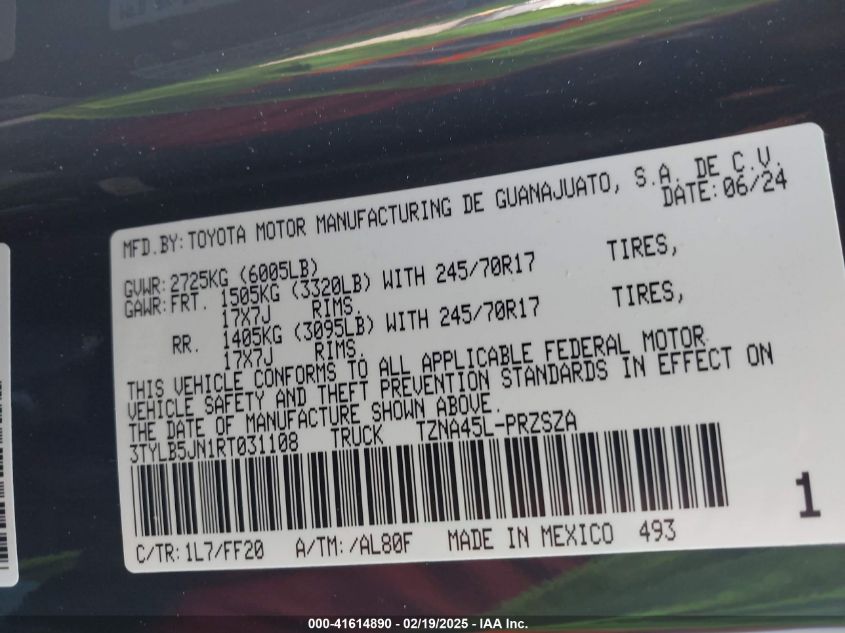 MFD.BY: TOYOTA MOTOR MANUFACTURING DE GUANAJUATO, S.A. DE C.V.
DATE: 06/24
GVWR: 2725KG (6005LB)
GAWR: FRT. 1505KG (3320LB) WITH 245/70R17 TIRES,
17X7J RIMS.
RR. 1405KG (3095LB) WITH 245/70R17 TIRES,
17X7J RIMS.
THIS VEHICLE CONFORMS TO ALL APPLICABLE FEDERAL MOTOR
VEHICLE SAFETY AND THEFT PREVENTION STANDARDS IN EFFECT ON
THE DATE OF MANUFACTURE SHOWN ABOVE.
3TYLB5JN1RT031108 TRUCK TZNA45L-PRZSZA
1
C/TR: 1L7/FF20 A/TM: /AL80F MADE IN MEXICO 493
000-41614890 - 02/19/2025 - IAA Inc.